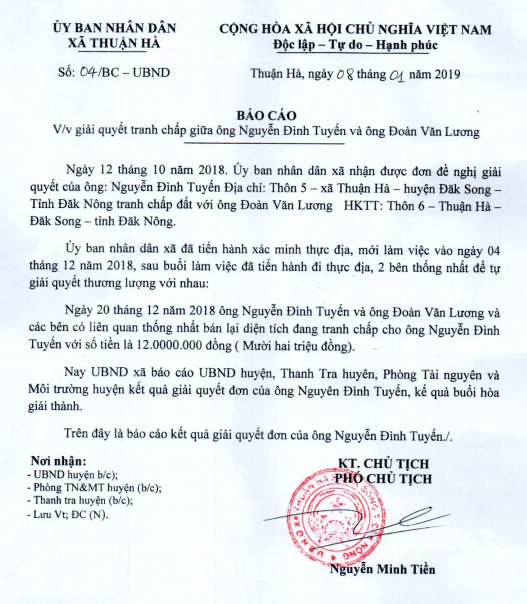 ỦY BAN NHÂN DÂN
XÃ THUẬN HÀ
Số: 04/BC – UBND
CỘNG HÒA XÃ HỘI CHỦ NGHĨA VIỆT NAM
Độc lập – Tự do – Hạnh phúc
Thuận Hà, ngày 08 tháng 01 năm 2019
BÁO CÁO
V/v giải quyết tranh chấp giữa ông Nguyễn Đình Tuyến và ông Đoàn Văn Lương
Ngày 12 tháng 10 năm 2018. Ủy ban nhân dân xã nhận được đơn đề nghị giải
quyết của ông: Nguyễn Đình Tuyến Địa chỉ: Thôn 5 – xã Thuận Hà – huyện Đăk Song –
Tỉnh Đăk Nông tranh chấp đất với ông Đoàn Văn Lương HKTT: Thôn 6 – Thuận Hà –
Đăk Song – tỉnh Đăk Nông.
Ủy ban nhân dân xã đã tiến hành xác minh thực địa, mời làm việc vào ngày 04
tháng 12 năm 2018, sau buổi làm việc đã tiến hành đi thực địa, 2 bên thống nhất để tự
giải quyết thương lượng với nhau:
Ngày 20 tháng 12 năm 2018 ông Nguyễn Đình Tuyến và ông Đoàn Văn Lương và
các bên có liên quan thống nhất bán lại diện tích đang tranh chấp cho ông Nguyễn Đình
Tuyến với số tiền là 12.0000.000 đồng ( Mười hai triệu đồng).
Nay UBND xã báo cáo UBND huyện, Thanh Tra huyên, Phòng Tài nguyên và
Môi trường huyện kết quả giải quyết đơn của ông Nguyên Đình Tuyến, kế quả buổi hòa
giải thành.
Trên đây là báo cáo kết quả giải quyết đơn của ông Nguyễn Đình Tuyến./.
Nơi nhận:
- UBND huyện b/c);
- Phòng TN&MT huyện (b/c);
- Thanh tra huyện (b/c);
- Lưu Vt; ĐC (N).
KT. CHỦ TỊCH
PHÓ CHỦ TỊCH
Nguyễn Minh Tiền